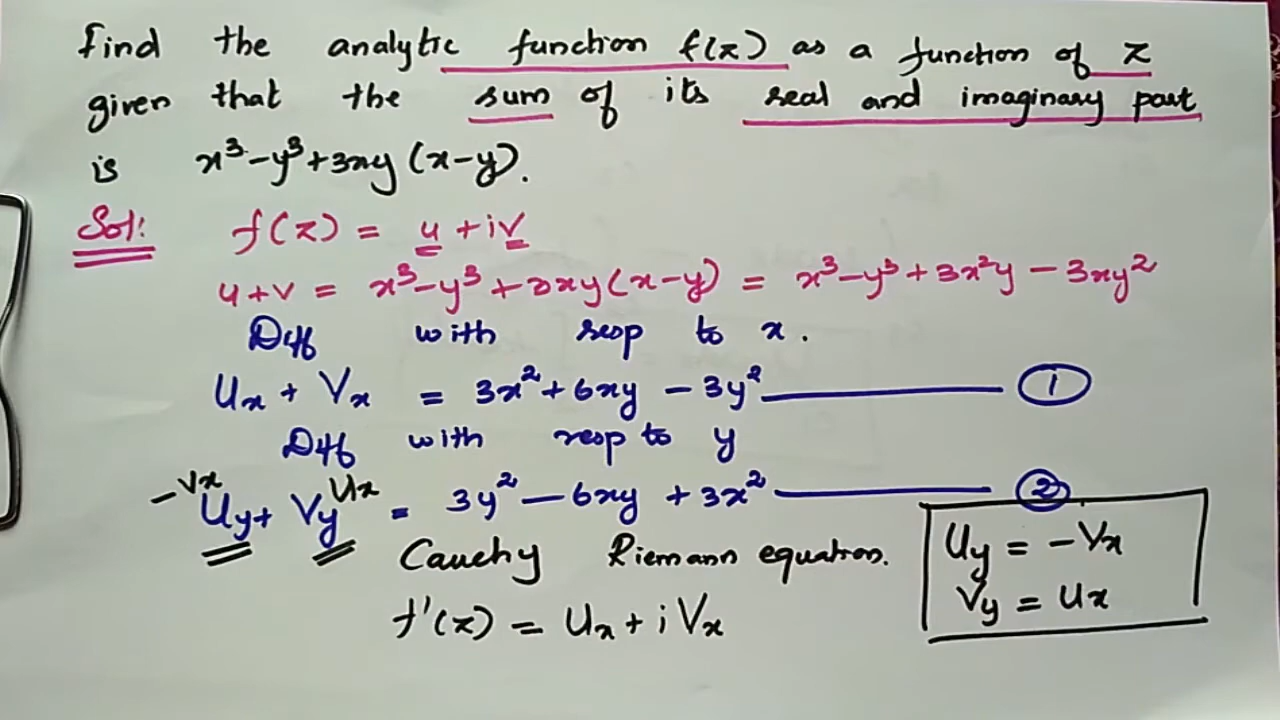 Find the analytic function f(z) as a function of z
given that the sum of its real and imaginary part
is x³-y³+3xy (x-y).
Sol:
f(z) = u + iv
u+v = x³-y³+3xy(x-y) = x³-y³+3x²y-3xy²
Diff with resp to x.
Ux + Vx = 3x²+6xy -3y² ①
Diff with resp to y
-Vx Ux
Uy+ Vy = 3y²-6xy +3x² ②
Cauchy Riemann equation.
Uy = -Vx
Vy = Ux
f'(z) = Ux + i Vx